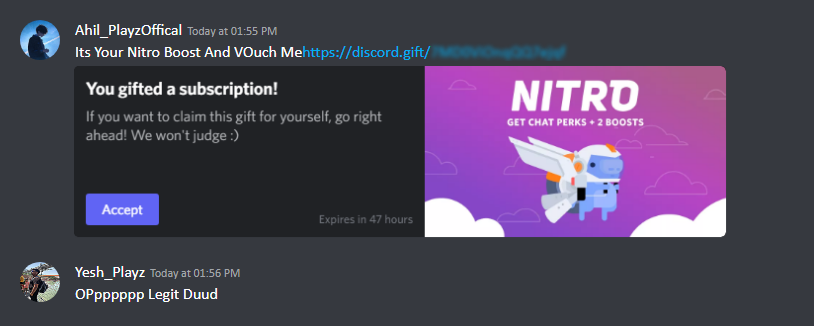 Ahil_PlayzOffical Today at 01:55 PM
Its Your Nitro Boost And VOuch Mehttps://discord.gift/
You gifted a subscription!
If you want to claim this gift for yourself, go right
ahead! We won't judge :)
Accept
Expires in 47 hours
NITRO
GET CHAT PERKS + 2 BOOSTS
Yesh_Playz Today at 01:56 PM
OPpppppp Legit Duud